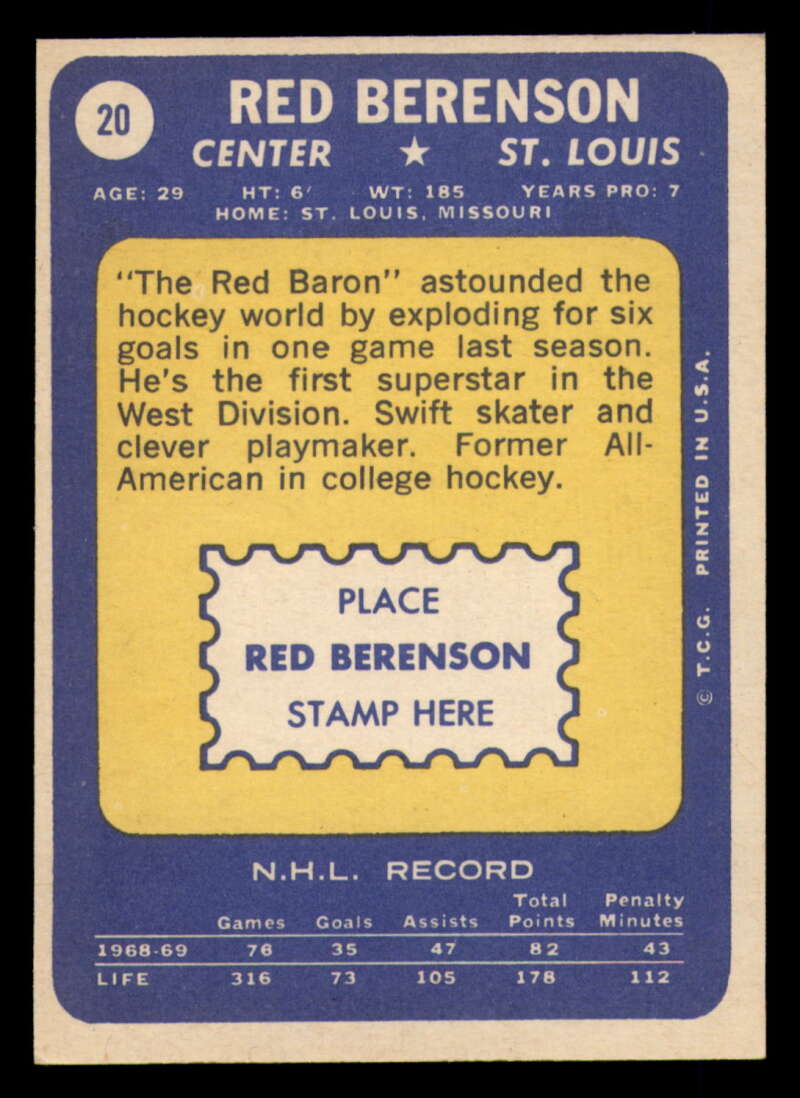 20
RED BERENSON
CENTER ★ ST. LOUIS
AGE: 29 HT: 6′ WT: 185 YEARS PRO: 7
HOME: ST. LOUIS, MISSOURI
"The Red Baron" astounded the
hockey world by exploding for six
goals in one game last season.
He's the first superstar in the
West Division. Swift skater and
clever playmaker. Former All-
American in college hockey.
PLACE
RED BERENSON
STAMP HERE
© T.C.G. PRINTED IN U.S.A.
N.H.L. RECORD
Total Penalty
Games Goals Assists Points Minutes
1968-69 76 35 47 82 43
LIFE 316 73 105 178 112